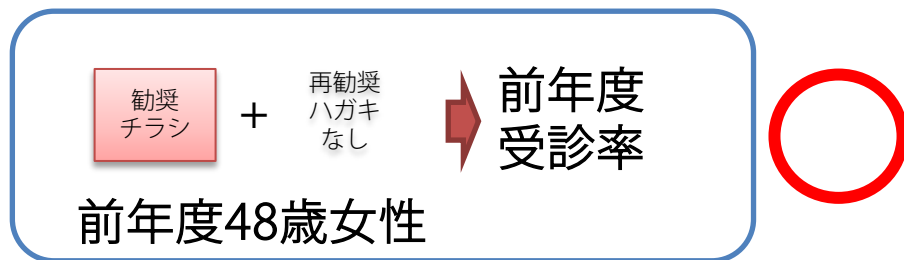 勧奨
チラシ
+
再勧奨
ハガキ
なし
前年度
受診率
前年度48歳女性